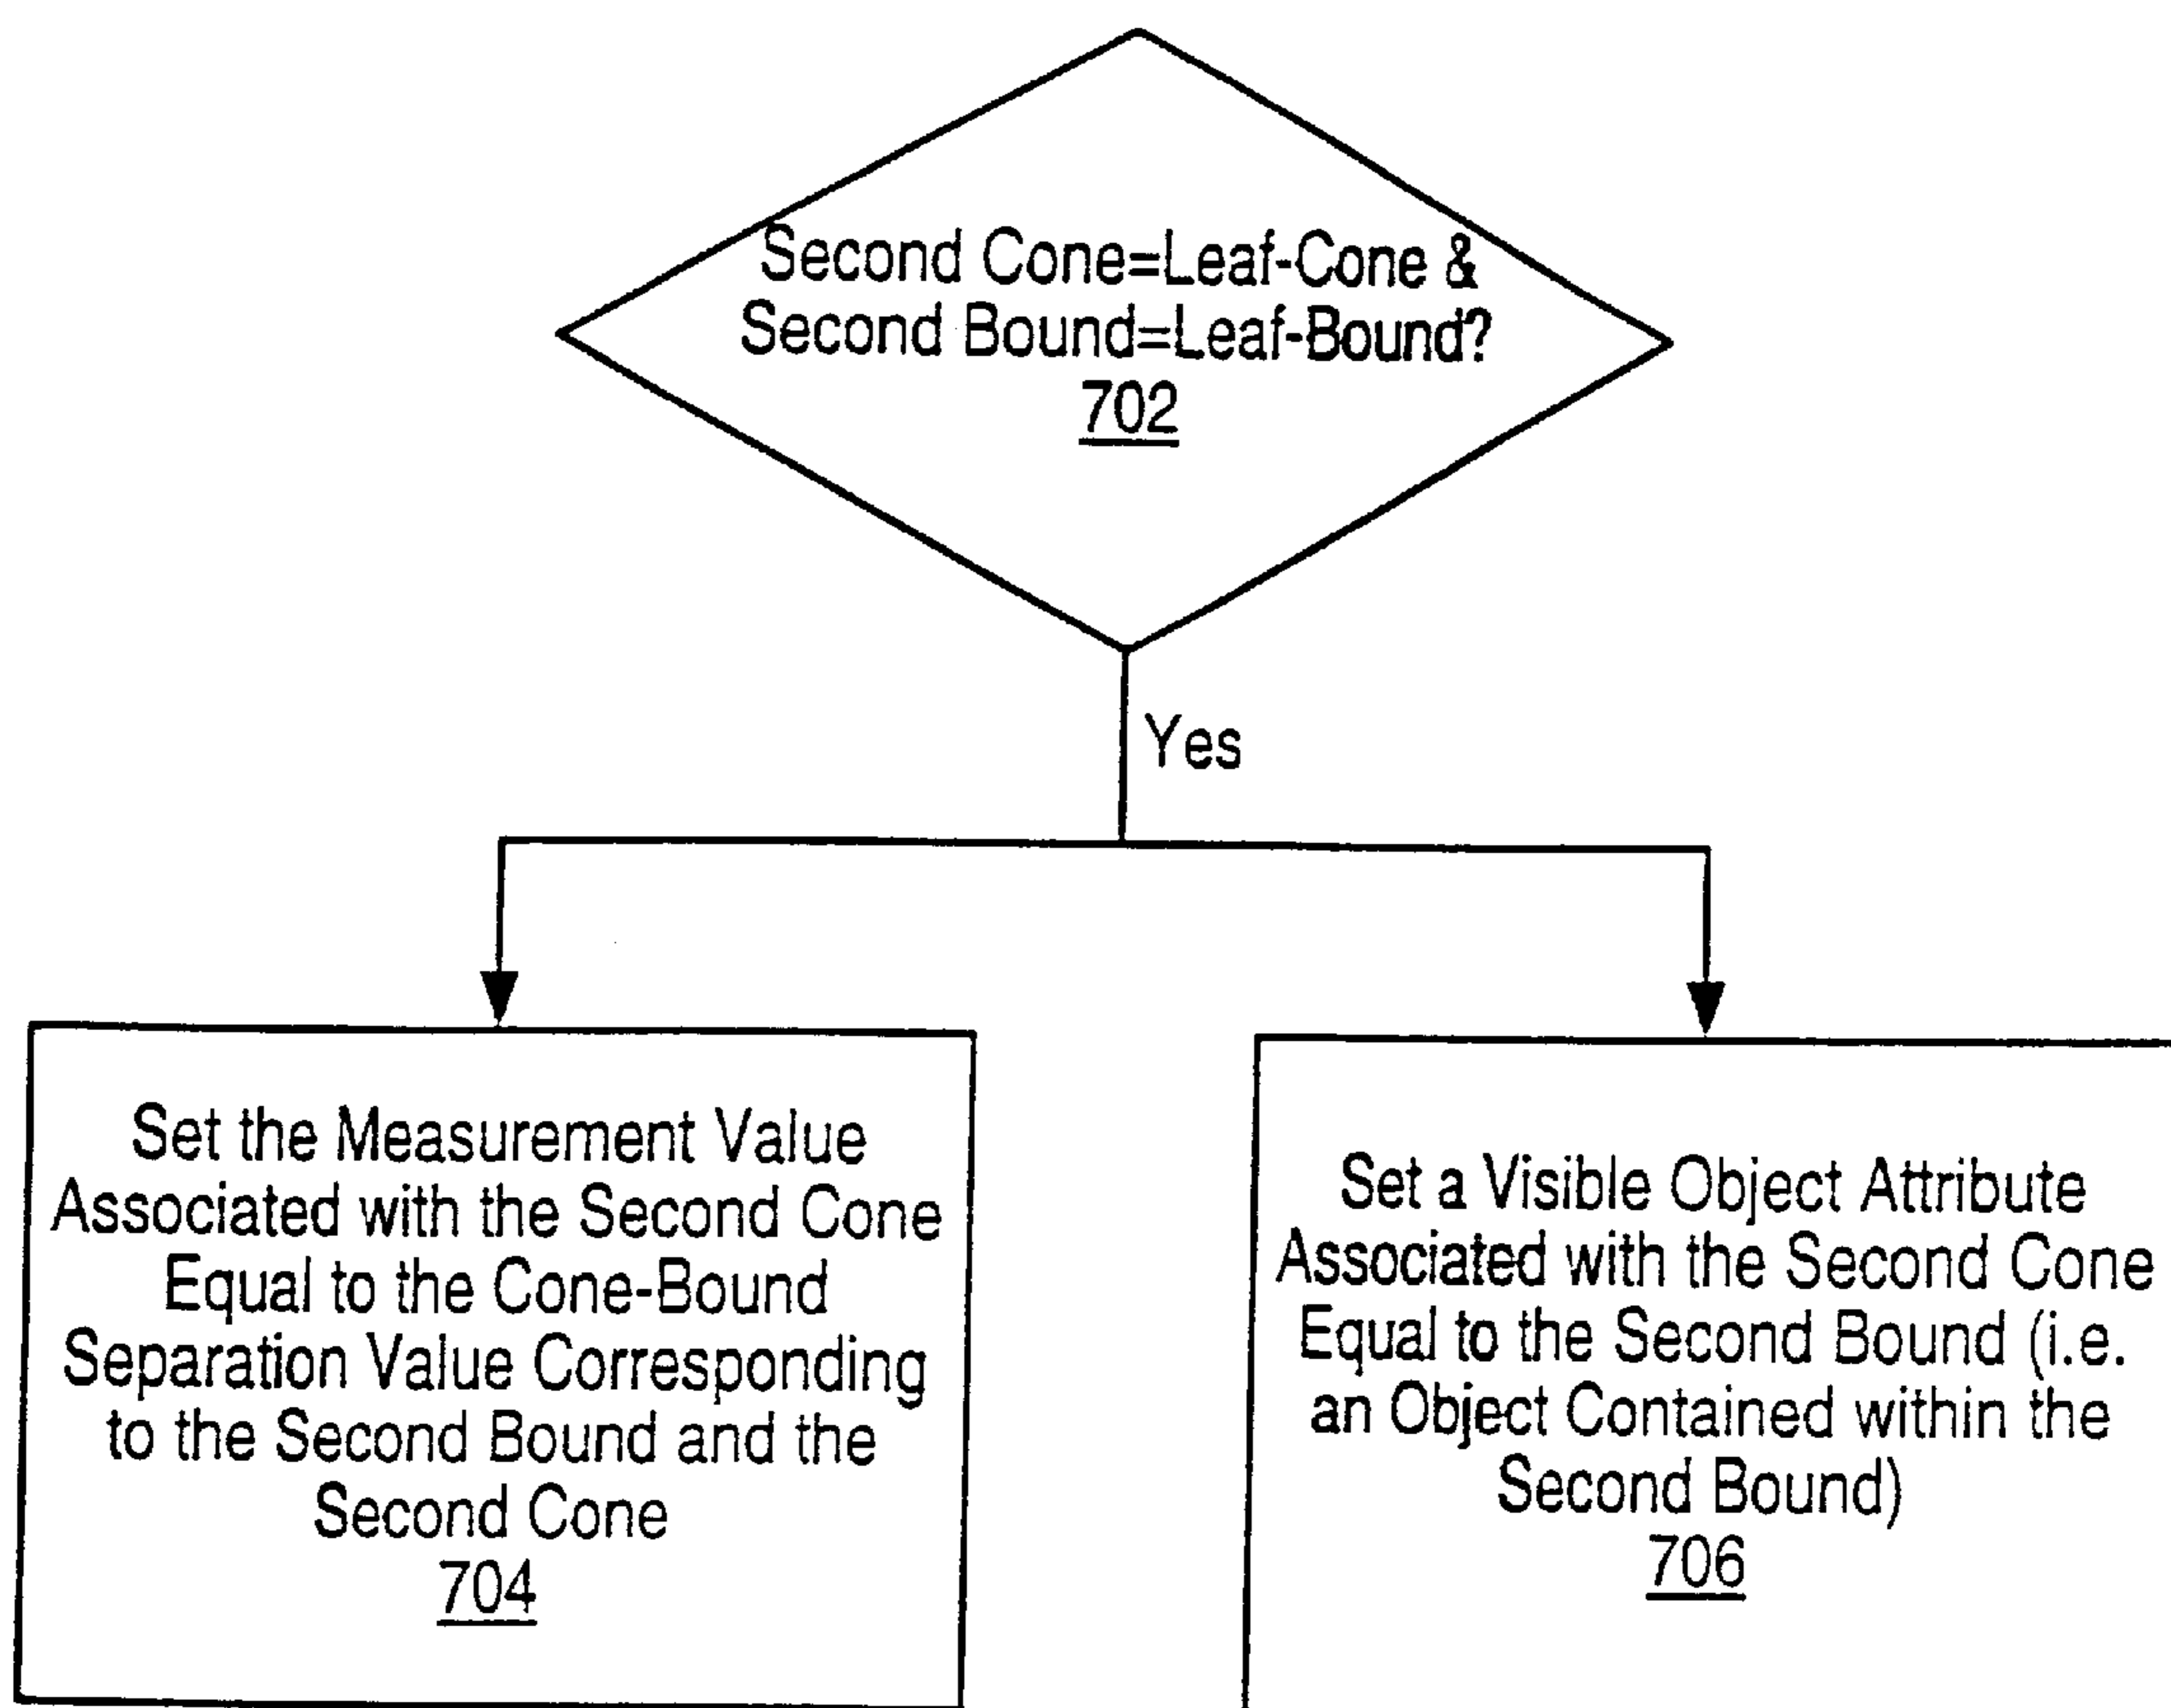 Second Cone=Leaf-Cone &
Second Bound=Leaf-Bound?
702
Yes
Set the Measurement Value
Associated with the Second Cone
Equal to the Cone-Bound
Separation Value Corresponding
to the Second Bound and the
Second Cone
704
Set a Visible Object Attribute
Associated with the Second Cone
Equal to the Second Bound (i.e.
an Object Contained within the
Second Bound)
706